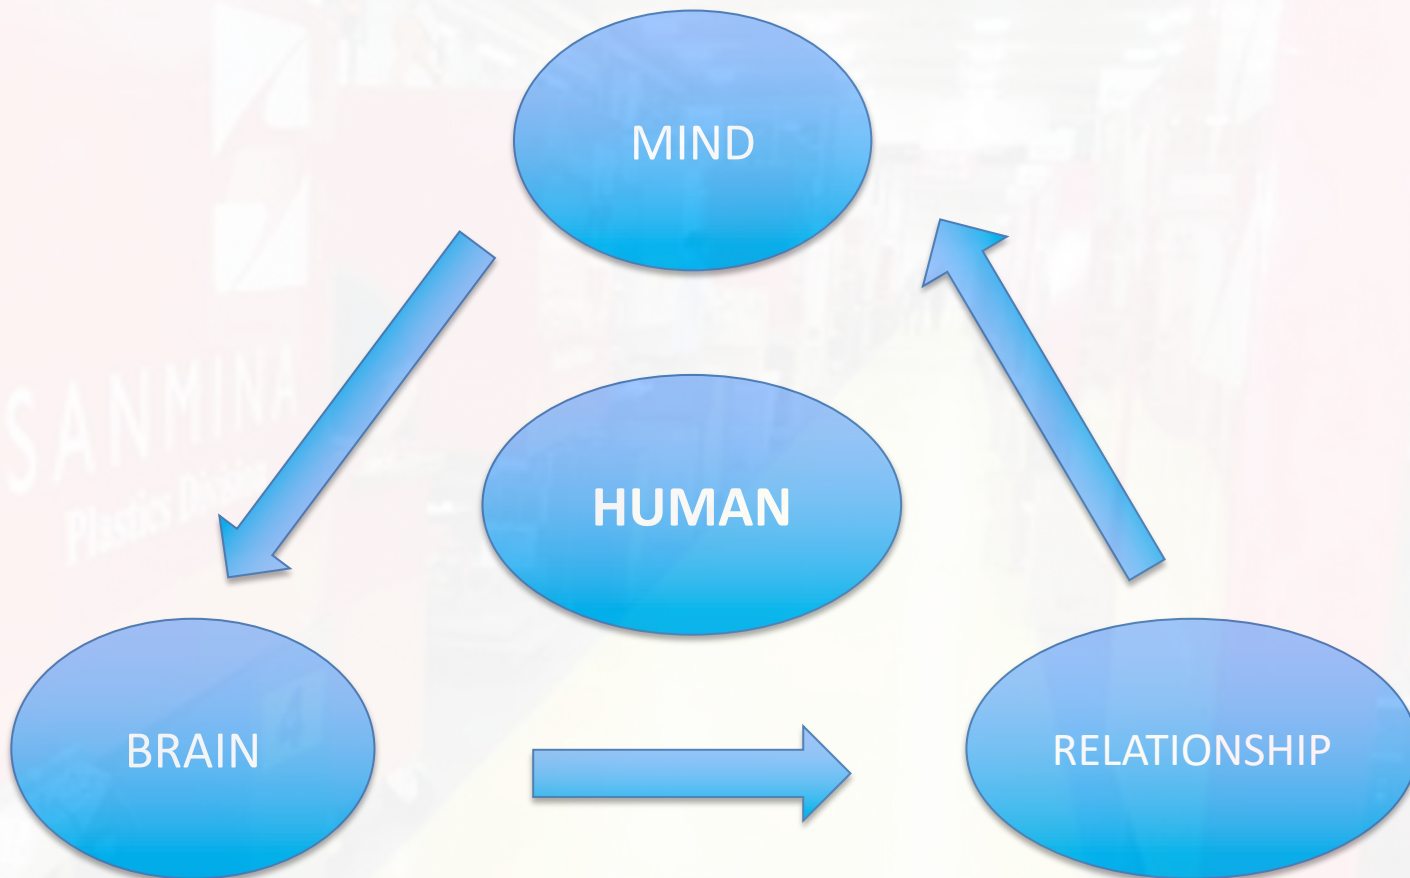 MIND
HUMAN
BRAIN
RELATIONSHIP
SANMINA
Plastics Division